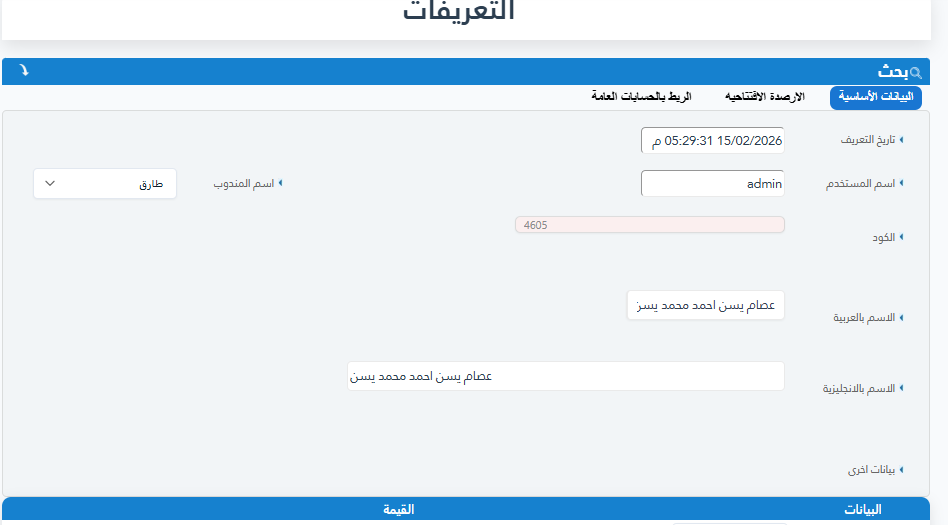 التعريفات
بحث
البيانات الأساسية الارصدة الافتتاحيه الربط بالحسابات العامة
تاريخ التعريف 15/02/2026 05:29:31 م
اسم المستخدم admin اسم المندوب طارق
الكود 4605
الاسم بالعربية عصام يسن احمد محمد يسن
الاسم بالانجليزية عصام يسن احمد محمد يسن
بيانات اخرى
البيانات القيمة